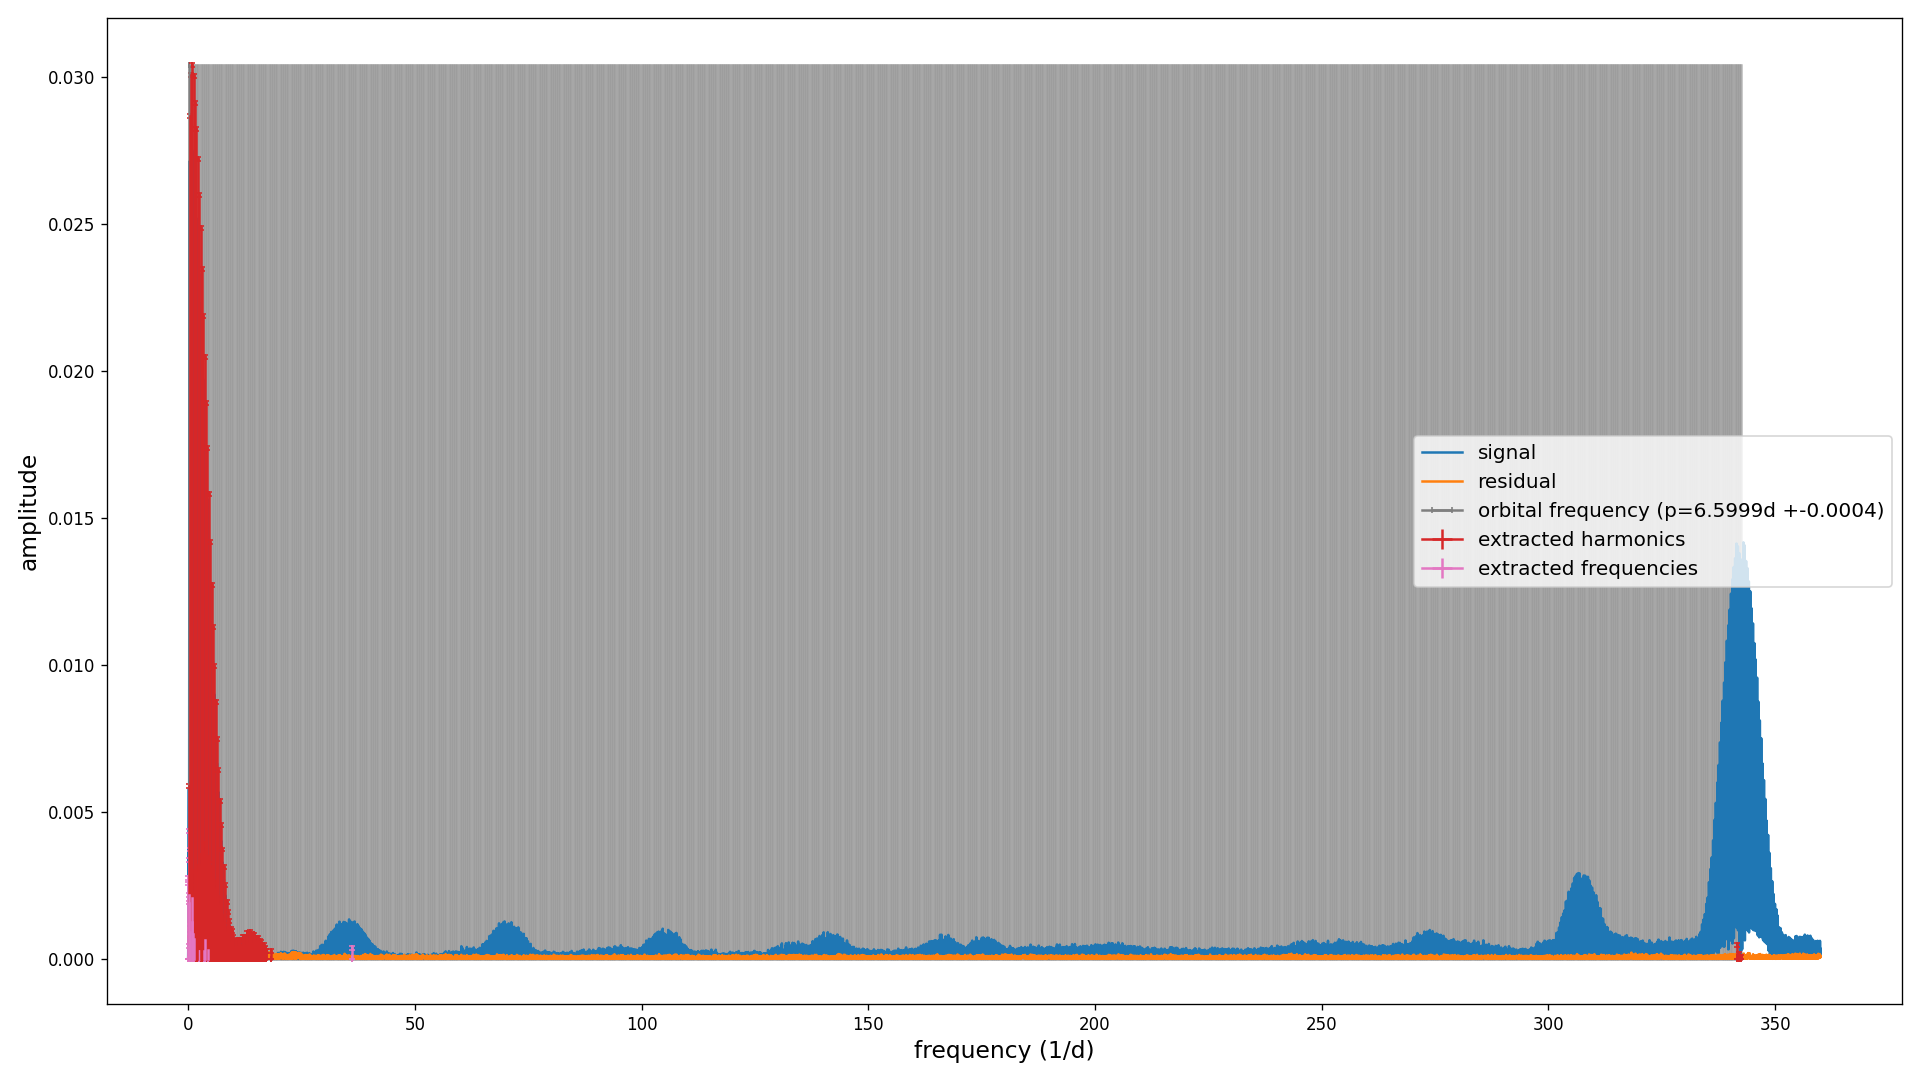 0.030
0.025
0.020
0.015
0.010
0.005
0.000
amplitude
signal
residual
orbital frequency (p=6.5999d +-0.0004)
extracted harmonics
extracted frequencies
0 50 100 150 200 250 300 350
frequency (1/d)